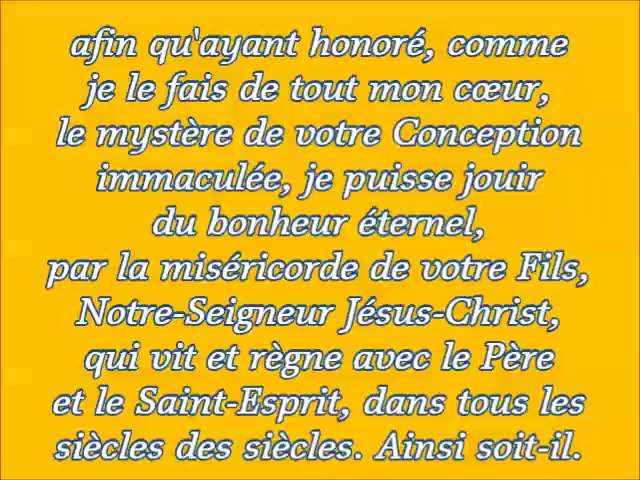 afin qu'ayant honoré, comme
je le fais de tout mon cœur,
le mystère de votre Conception
immaculée, je puisse jouir
du bonheur éternel,
par la miséricorde de votre Fils,
Notre-Seigneur Jésus-Christ,
qui vit et règne avec le Père
et le Saint-Esprit, dans tous les
siècles des siècles. Ainsi soit-il.